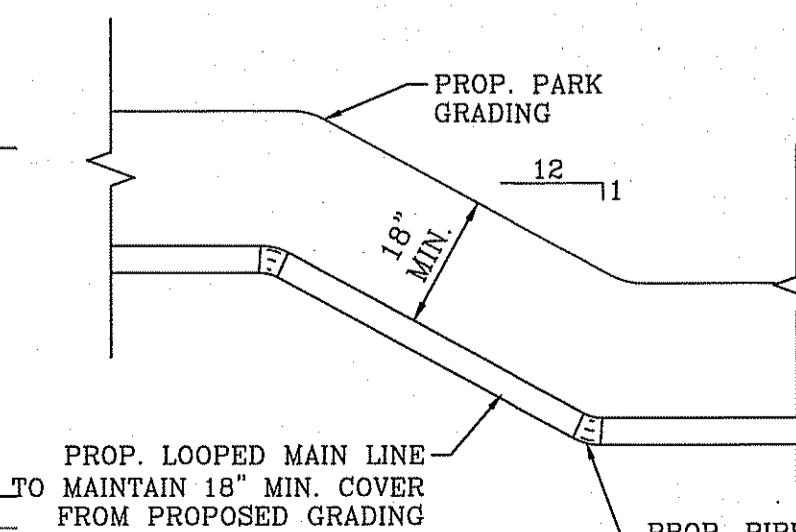 PROP. PARK
GRADING
12
1
18"
MIN.
PROP. LOOPED MAIN LINE
TO MAINTAIN 18" MIN. COVER
FROM PROPOSED GRADING
PROP.